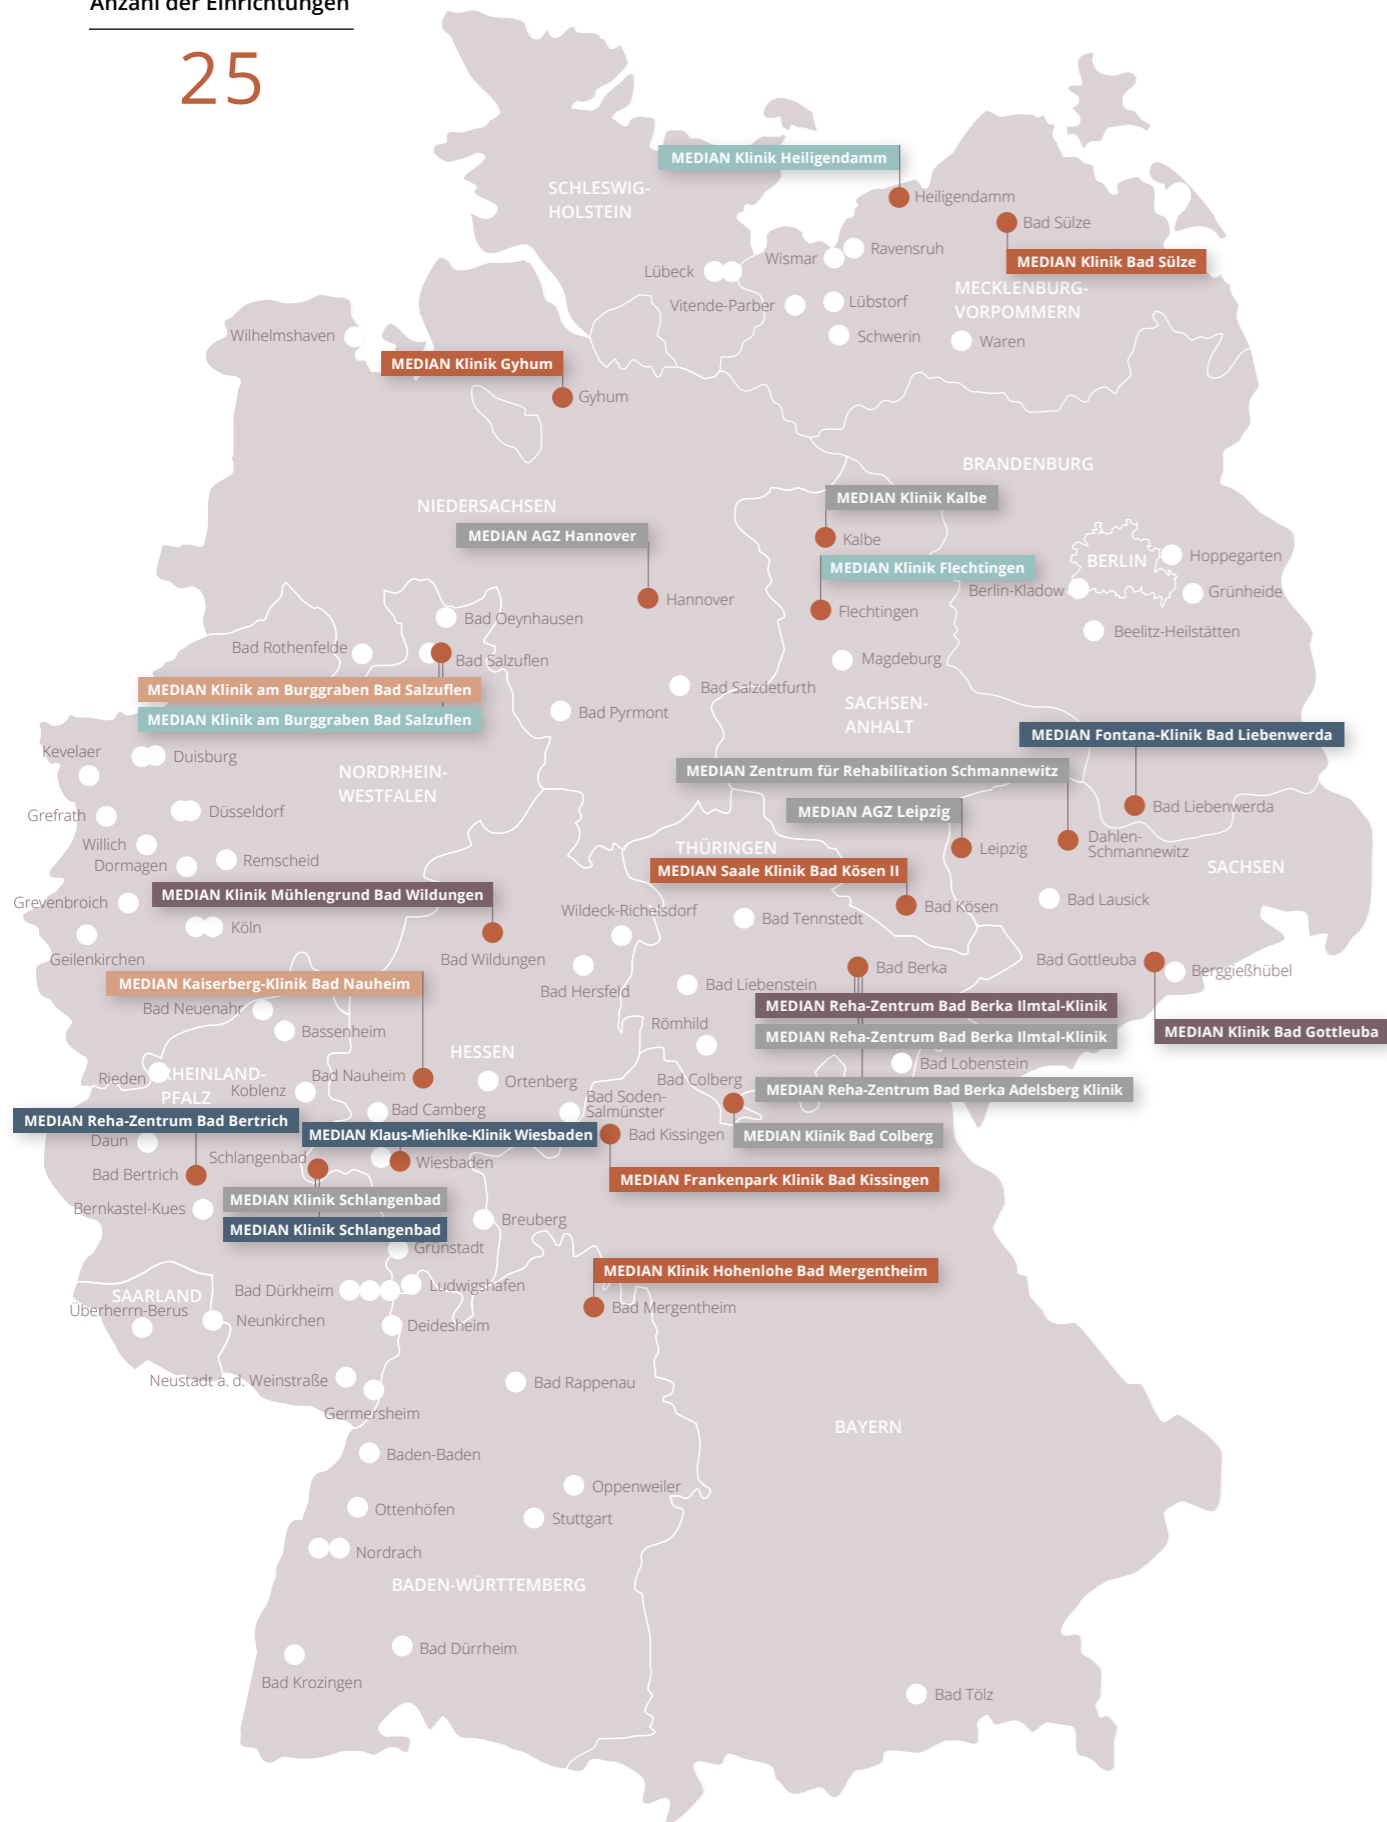 Anzahl der Einrichtungen
25
MEDIAN Klinik Heiligendamm
SCHLESWIG-
HOLSTEIN
Heiligendamm
Bad Sülze
Ravensruh
Wismar
MEDIAN Klinik Bad Sülze
Lübeck
MECKLENBURG-
VORPOMMERN
Vitende-Parber
Lübstorf
Wilhelmshaven
Schwerin
Waren
MEDIAN Klinik Gyhum
Gyhum
BRANDENBURG
NIEDERSACHSEN
MEDIAN Klinik Kalbe
MEDIAN AGZ Hannover
Kalbe
BERLIN
Hoppegarten
MEDIAN Klinik Flechtingen
Berlin-Kladow
Grünheide
Hannover
Flechtingen
Bad Oeynhausen
Beelitz-Heilstätten
Bad Rothenfelde
Bad Salzuflen
Magdeburg
MEDIAN Klinik am Burggraben Bad Salzuflen
Bad Salzdetfurth
SACHSEN-
ANHALT
MEDIAN Klinik am Burggraben Bad Salzuflen
Bad Pyrmont
MEDIAN Fontana-Klinik Bad Liebenwerda
Kevelaer
Duisburg
NORDRHEIN-
WESTFALEN
MEDIAN Zentrum für Rehabilitation Schmannewitz
Bad Liebenwerda
Grefrath
Düsseldorf
MEDIAN AGZ Leipzig
Willich
Dahlen-
Schmannewitz
THÜRINGEN
Leipzig
Dormagen
Remscheid
SACHSEN
MEDIAN Saale Klinik Bad Kösen II
MEDIAN Klinik Mühlengrund Bad Wildungen
Grevenbroich
Bad Lausick
Wildeck-Richelsdorf
Bad Tennstedt
Bad Kösen
Köln
Geilenkirchen
Bad Wildungen
Bad Gottleuba
Berggießhübel
Bad Berka
MEDIAN Kaiserberg-Klinik Bad Nauheim
Bad Hersfeld
Bad Liebenstein
MEDIAN Reha-Zentrum Bad Berka Ilmtal-Klinik
Bad Neuenahr
Bassenheim
Römhild
MEDIAN Reha-Zentrum Bad Berka Ilmtal-Klinik
MEDIAN Klinik Bad Gottleuba
HESSEN
Bad Lobenstein
Rieden
RHEINLAND-
PFALZ
Koblenz
Bad Nauheim
Ortenberg
Bad Colberg
MEDIAN Reha-Zentrum Bad Berka Adelsberg Klinik
Bad Soden-
Salmünster
Bad Camberg
MEDIAN Reha-Zentrum Bad Bertrich
MEDIAN Klaus-Miehlke-Klinik Wiesbaden
Bad Kissingen
MEDIAN Klinik Bad Colberg
Daun
Schlangenbad
Wiesbaden
Bad Bertrich
MEDIAN Frankenpark Klinik Bad Kissingen
MEDIAN Klinik Schlangenbad
Bernkastel-Kues
MEDIAN Klinik Schlangenbad
Breuberg
Grünstadt
MEDIAN Klinik Hohenlohe Bad Mergentheim
SAARLAND
Bad Dürkheim
Ludwigshafen
Überherrn-Berus
Neunkirchen
Bad Mergentheim
Deidesheim
Neustadt a. d. Weinstraße
Bad Rappenau
Germersheim
BAYERN
Baden-Baden
Oppenweiler
Ottenhöfen
Stuttgart
Nordrach
BADEN-WÜRTTEMBERG
Bad Dürrheim
Bad Krozingen
Bad Tölz